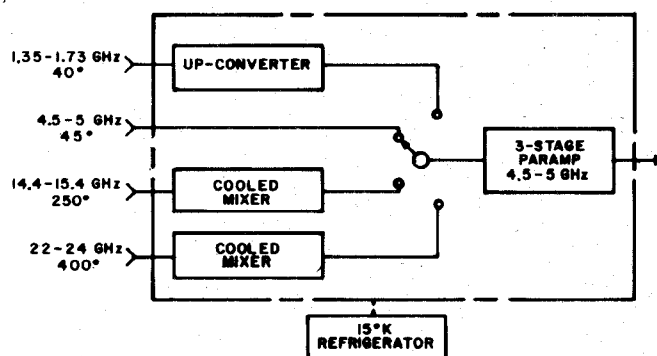 1.35-1.73 GHz
40°
UP-CONVERTER
4.5-5 GHz
45°
3-STAGE
PARAMP
4.5-5 GHz
14.4-15.4 GHz
250°
COOLED
MIXER
22-24 GHz
400°
COOLED
MIXER
15°K
REFRIGERATOR